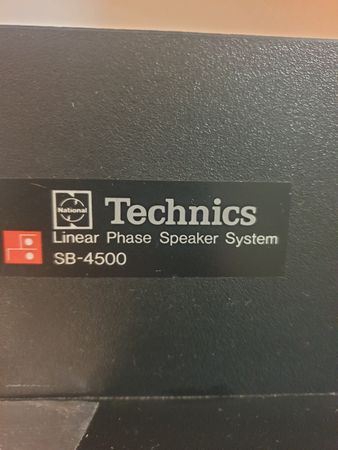 National Technics
Linear Phase Speaker System
SB-4500